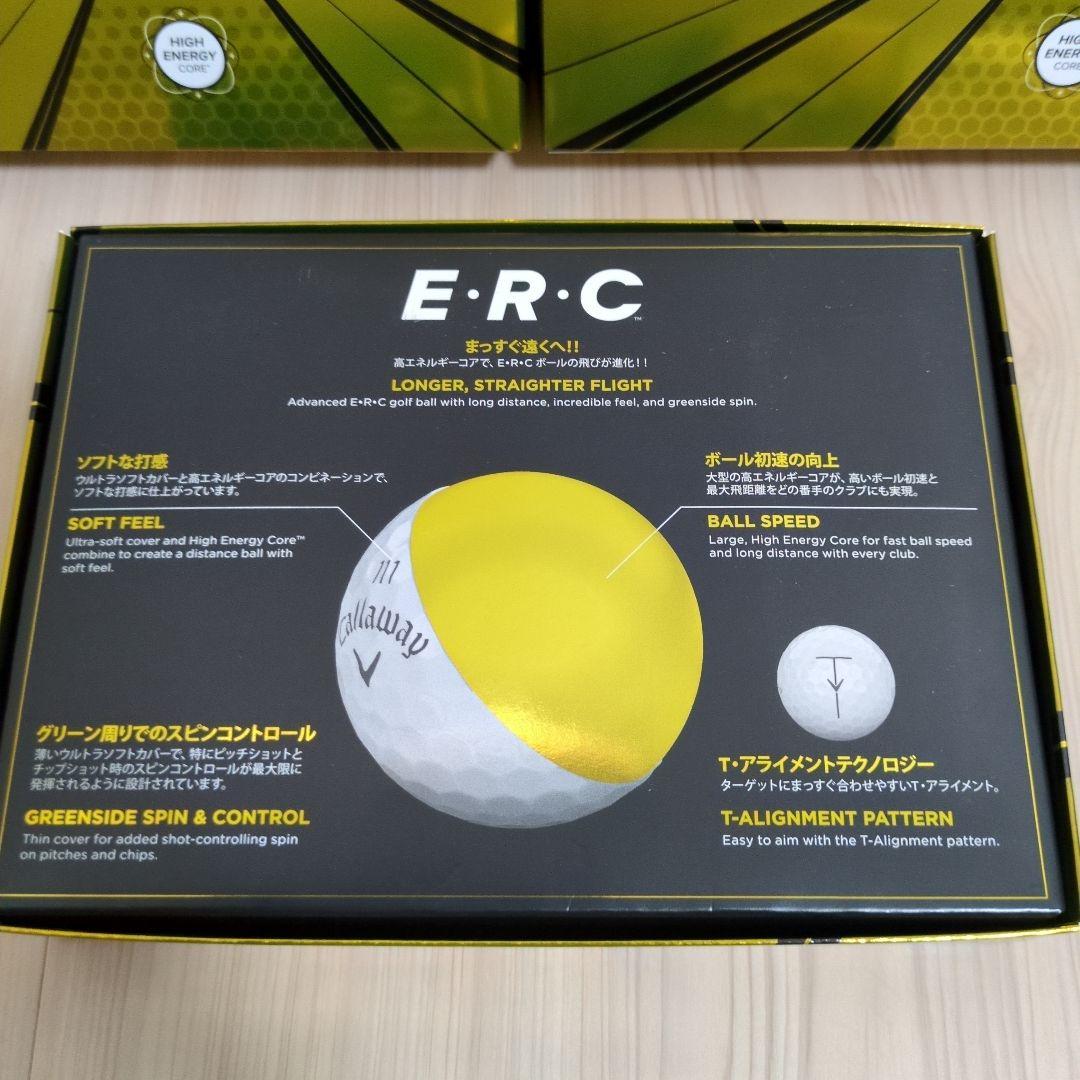 HIGH
ENERGY
CORE™
HIGH
CORE
E·R·C™
まっすぐ遠くへ!!
高エネルギーコアで、E•R•C ボールの飛びが進化!!
LONGER, STRAIGHTER FLIGHT
Advanced E•R•C golf ball with long distance, incredible feel, and greenside spin.
ソフトな打感
ウルトラソフトカバーと高エネルギーコアのコンビネーションで、
ソフトな打感に仕上がっています。
SOFT FEEL
Ultra-soft cover and High Energy Core™
combine to create a distance ball with
soft feel.
ボール初速の向上
大型の高エネルギーコアが、高いボール初速と
最大飛距離をどの番手のクラブにも実現。
BALL SPEED
Large, High Energy Core for fast ball speed
and long distance with every club.
111
Callaway
グリーン周りでのスピンコントロール
薄いウルトラソフトカバーで、特にピッチショットと
チップショット時のスピンコントロールが最大限に
発揮されるように設計されています。
GREENSIDE SPIN & CONTROL
Thin cover for added shot-controlling spin
on pitches and chips.
T•アライメントテクノロジー
ターゲットにまっすぐ合わせやすいT•アライメント。
T-ALIGNMENT PATTERN
Easy to aim with the T-Alignment pattern.